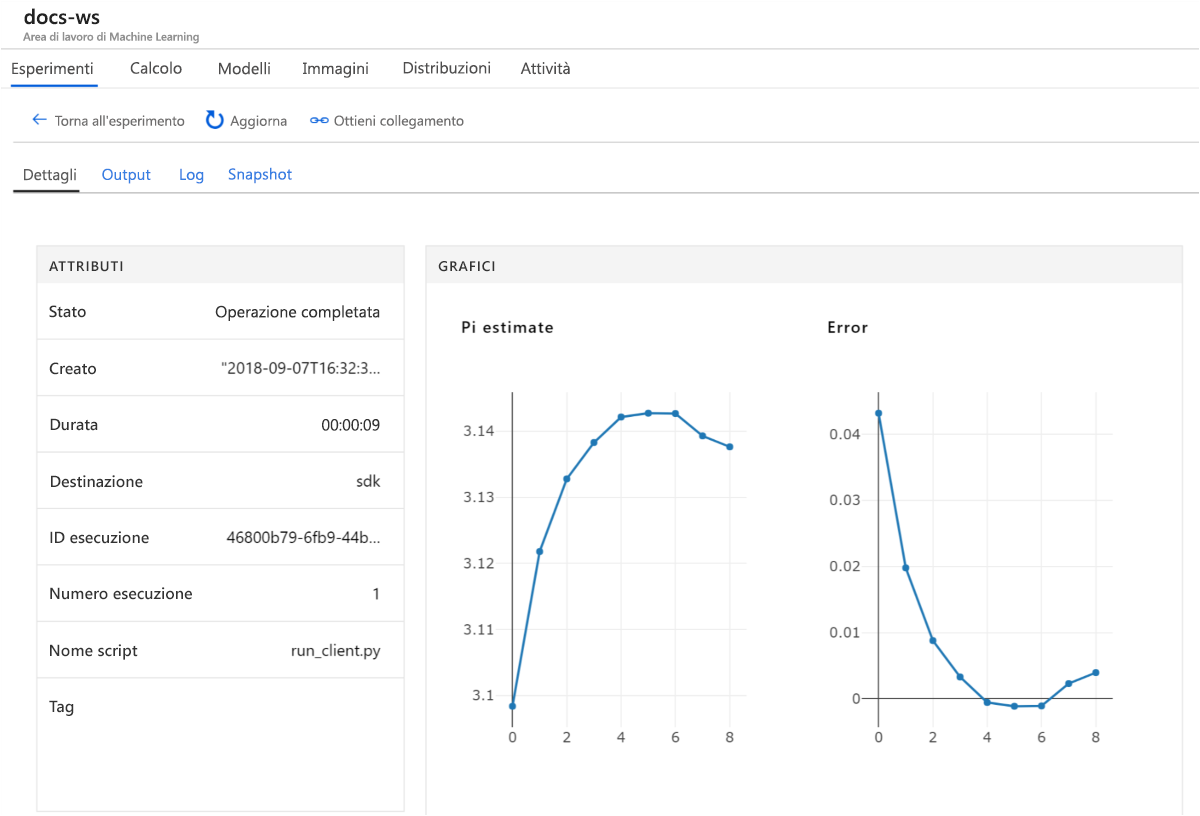 docs-ws
Area di lavoro di Machine Learning
Esperimenti Calcolo Modelli Immagini Distribuzioni Attività
Torna all'esperimento Aggiorna Ottieni collegamento
Dettagli Output Log Snapshot
ATTRIBUTI
Stato Operazione completata
Creato "2018-09-07T16:32:3...
Durata 00:00:09
Destinazione sdk
ID esecuzione 46800b79-6fb9-44b...
Numero esecuzione 1
Nome script run_client.py
Tag
GRAFICI
Pi estimate
3.14
3.13
3.12
3.11
3.1
0 2 4 6 8
Error
0.04
0.03
0.02
0.01
0
0 2 4 6 8